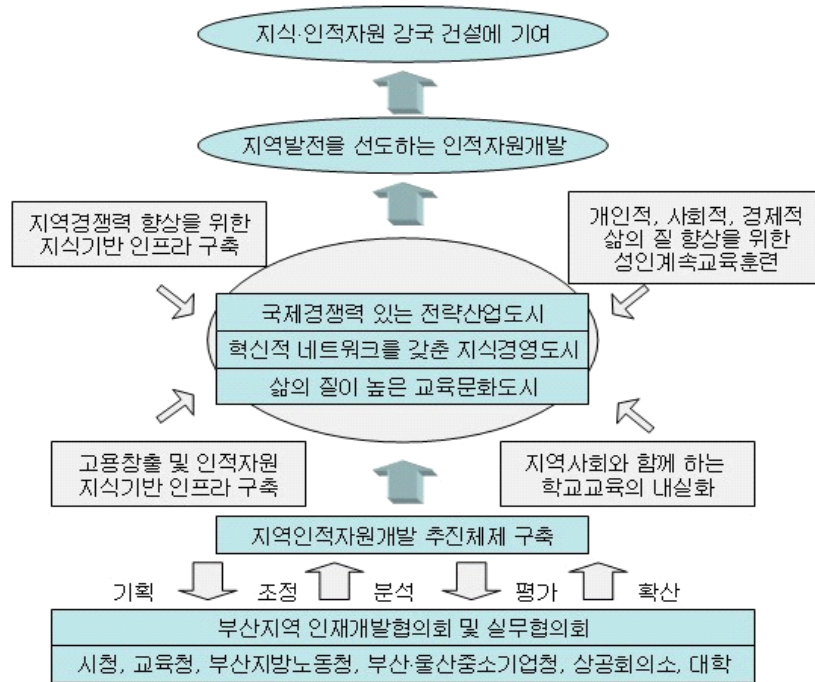 지식·인적자원 강국 건설에 기여
지역발전을 선도하는 인적자원개발
지역경쟁력 향상을 위한
지식기반 인프라 구축
개인적, 사회적, 경제적
삶의 질 향상을 위한
성인계속교육훈련
국제경쟁력 있는 전략산업도시
혁신적 네트워크를 갖춘 지식경영도시
삶의 질이 높은 교육문화도시
고용창출 및 인적자원
지식기반 인프라 구축
지역사회와 함께 하는
학교교육의 내실화
지역인적자원개발 추진체제 구축
기획 조정 분석 평가 확산
부산지역 인재개발협의회 및 실무협의회
시청, 교육청, 부산지방노동청, 부산·울산중소기업청, 상공회의소, 대학